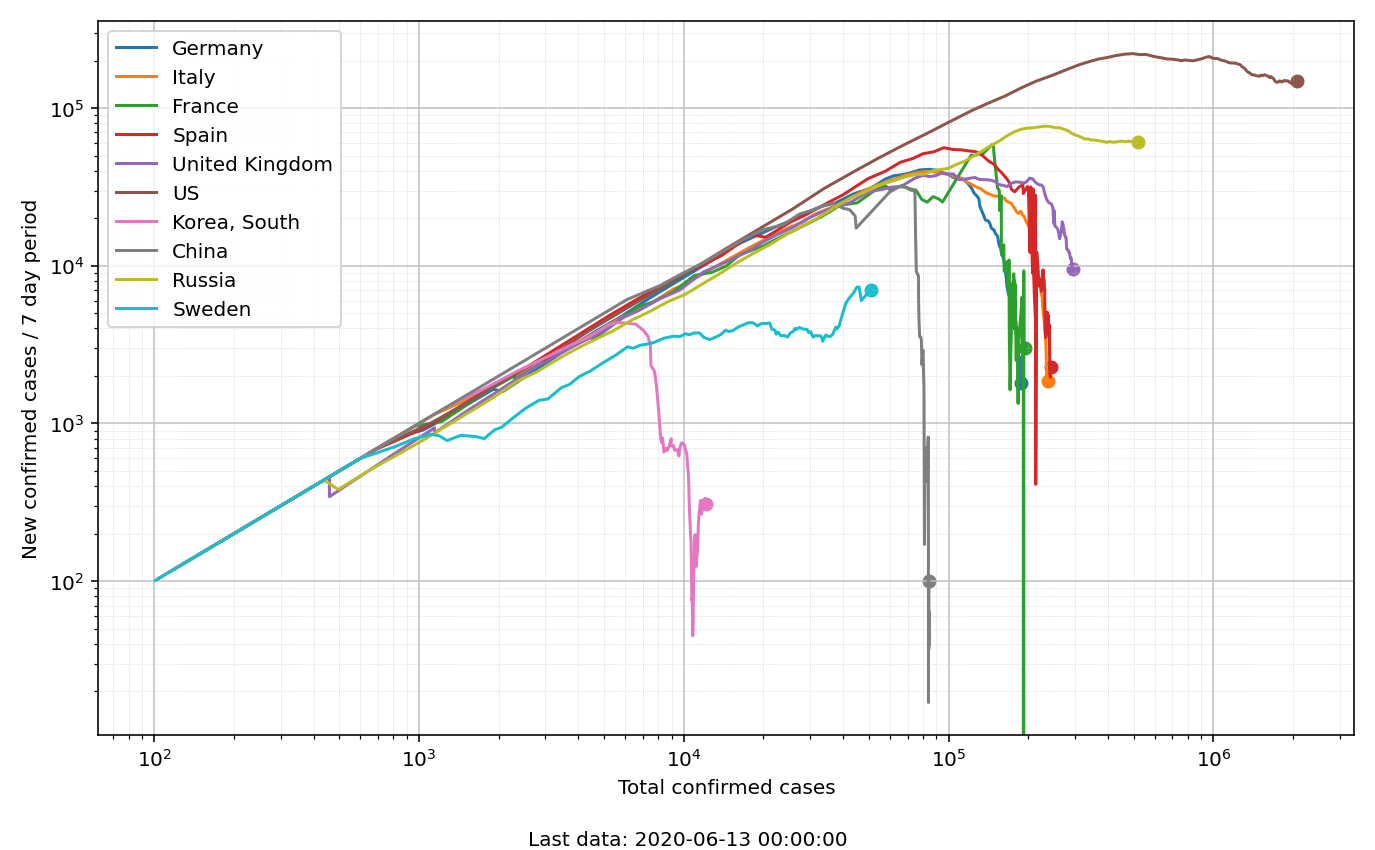 Germany
Italy
France
Spain
United Kingdom
US
Korea, South
China
Russia
Sweden
New confirmed cases / 7 day period
10^5
10^4
10^3
10^2
10^2 10^3 10^4 10^5 10^6
Total confirmed cases
Last data: 2020-06-13 00:00:00